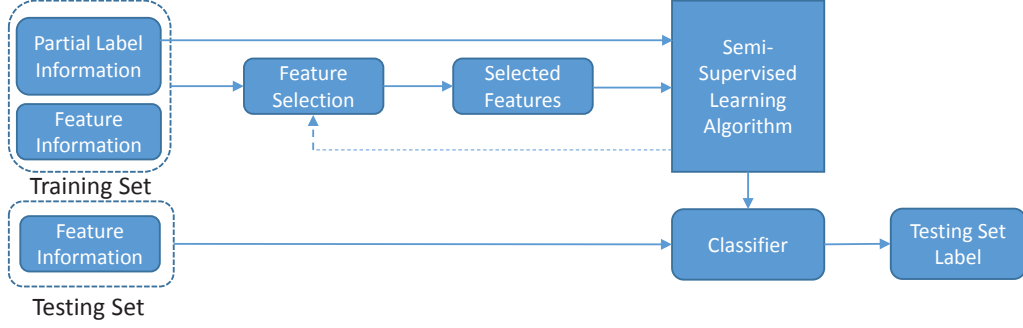 Partial Label
Information
Feature
Information
Training Set
Feature
Selection
Selected
Features
Semi-
Supervised
Learning
Algorithm
Feature
Information
Testing Set
Classifier
Testing Set
Label